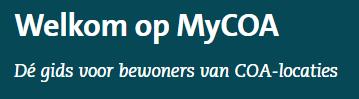 Welkom op MyCOA
Dé gids voor bewoners van COA-locaties